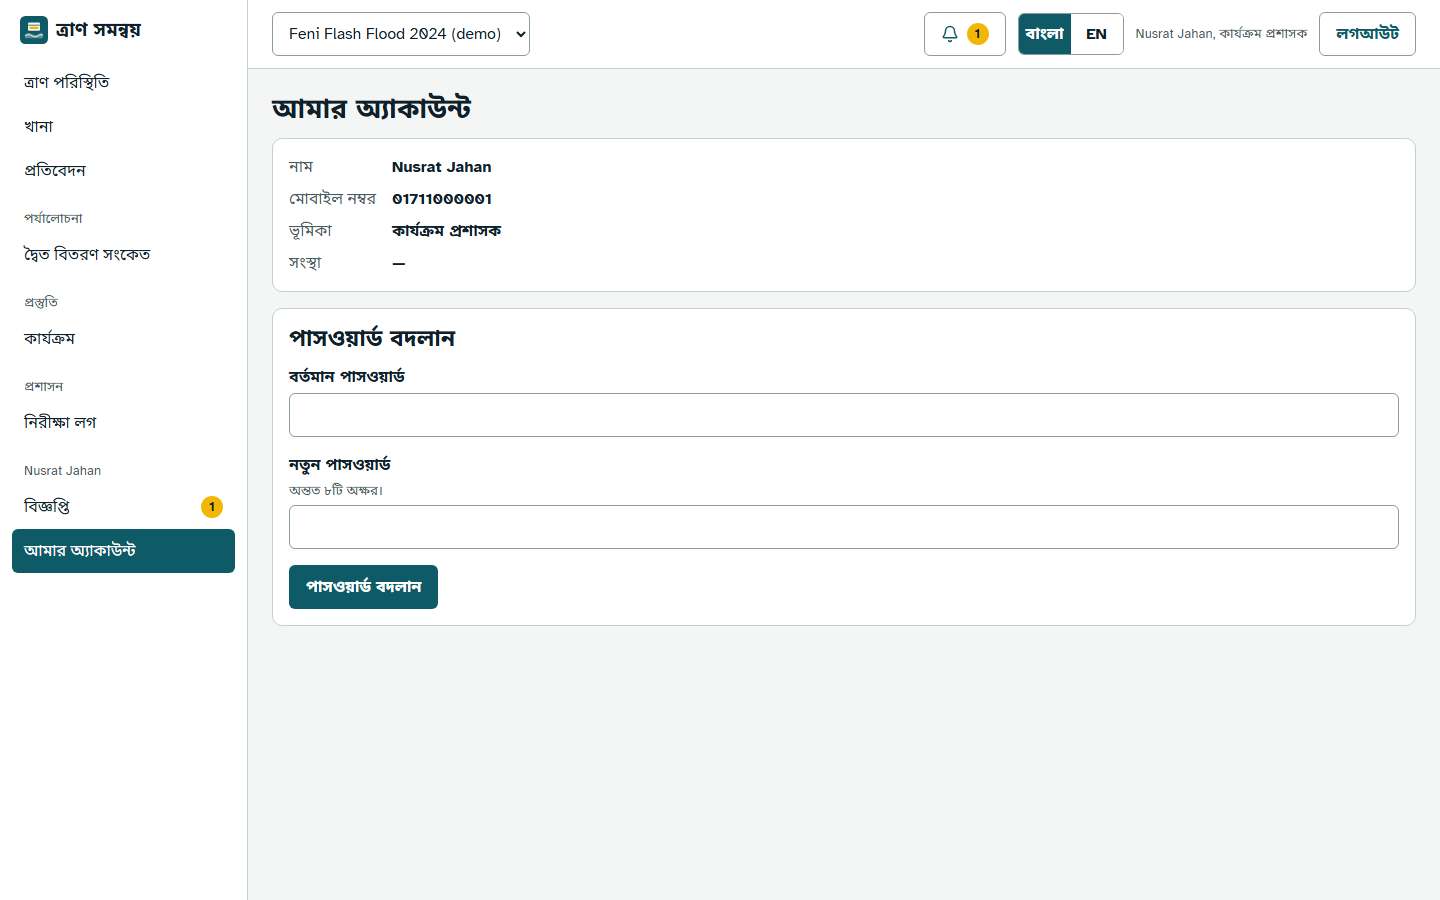 ত্রাণ সমন্বয়
ত্রাণ পরিস্থিতি
খানা
প্রতিবেদন
পর্যালোচনা
দ্বৈত বিতরণ সংকেত
প্রস্তুতি
কার্যক্রম
প্রশাসন
নিরীক্ষা লগ
Nusrat Jahan
বিজ্ঞপ্তি 1
আমার অ্যাকাউন্ট
Feni Flash Flood 2024 (demo)
1
বাংলা EN
Nusrat Jahan, কার্যক্রম প্রশাসক
লগআউট
আমার অ্যাকাউন্ট
নাম Nusrat Jahan
মোবাইল নম্বর 01711000001
ভূমিকা কার্যক্রম প্রশাসক
সংস্থা —
পাসওয়ার্ড বদলান
বর্তমান পাসওয়ার্ড
নতুন পাসওয়ার্ড
অন্তত ৮টি অক্ষর।
পাসওয়ার্ড বদলান